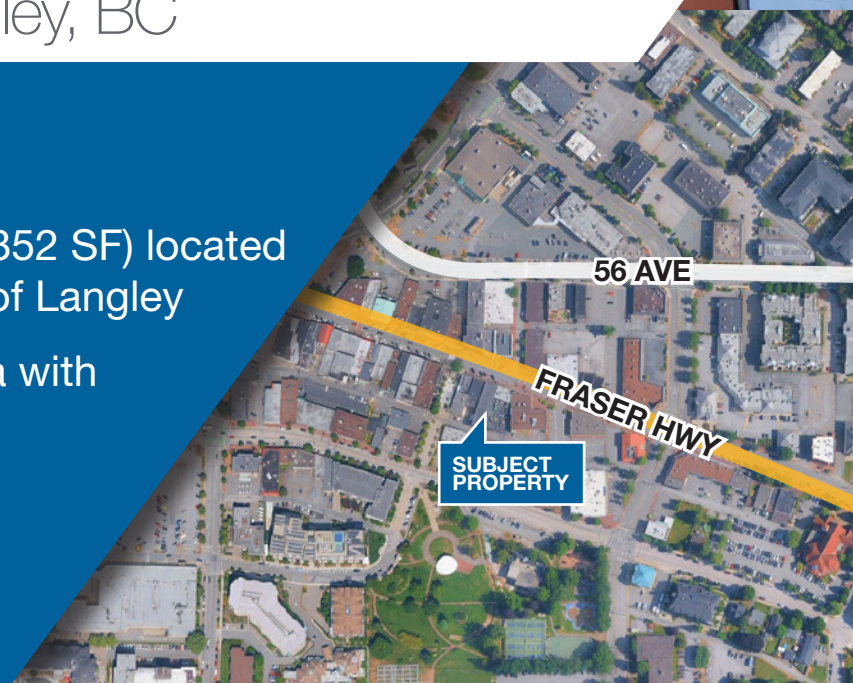 ley, BC
352 SF) located
of Langley
a with
56 AVE
FRASER HWY
SUBJECT
PROPERTY